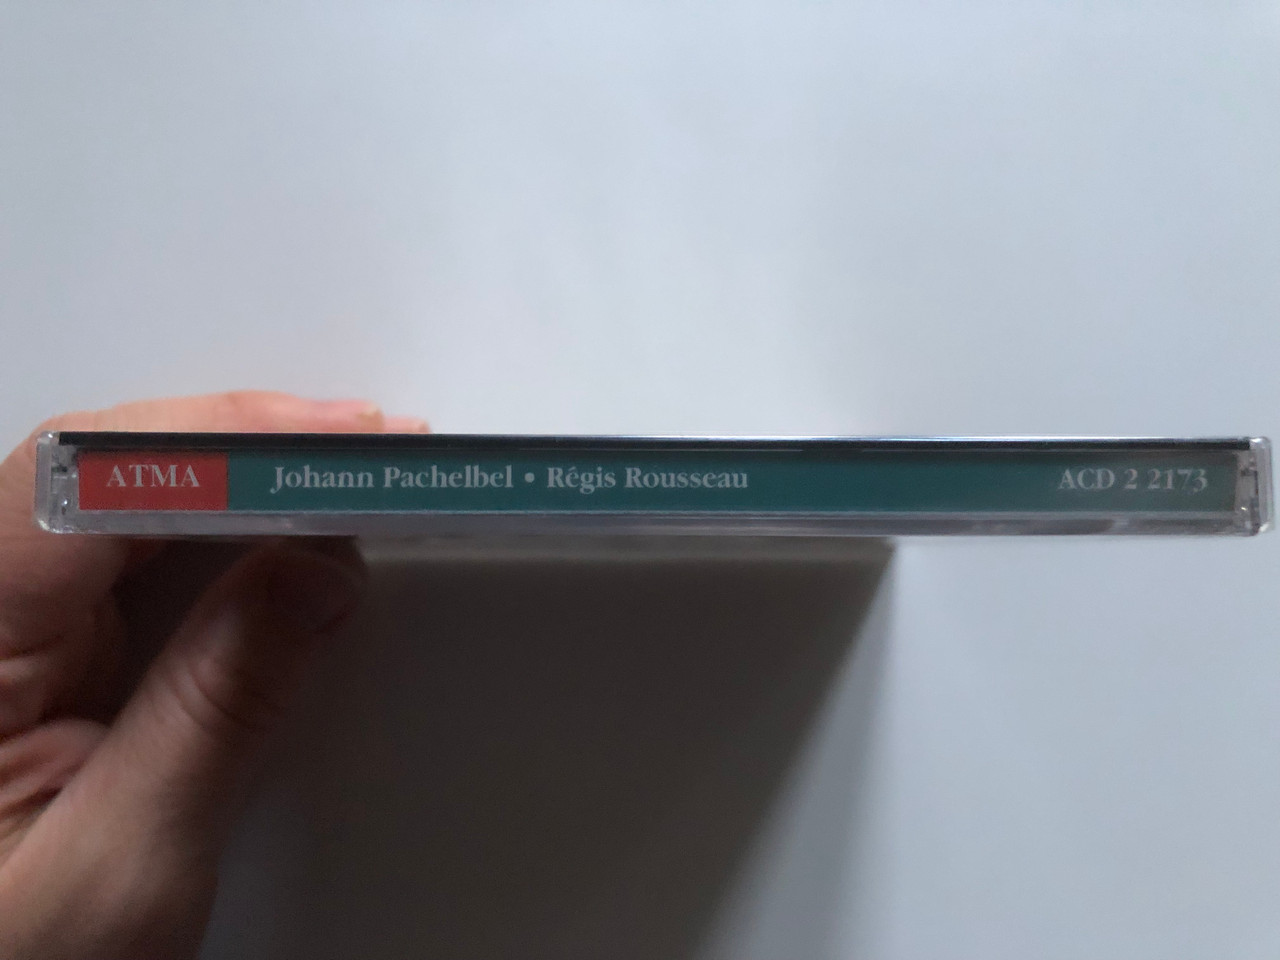 ATMA Johann Pachelbel • Régis Rousseau ACD 2 2173